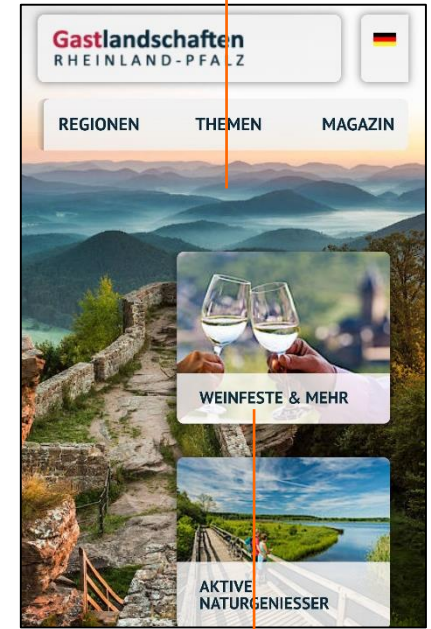 Gastlandschaften
RHEINLAND-PFALZ
REGIONEN THEMEN MAGAZIN
WEINFESTE & MEHR
AKTIVE
NATURGENIESSER